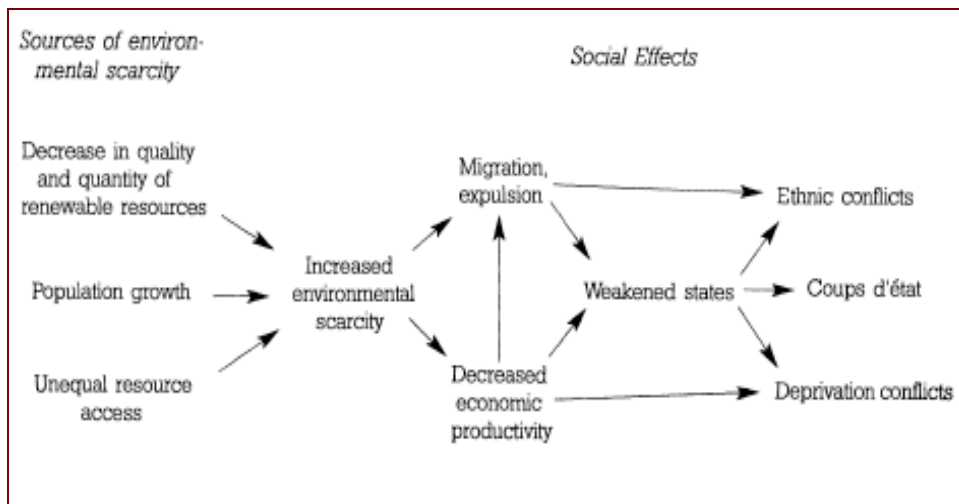 Sources of environ-
mental scarcity
Social Effects
Decrease in quality
and quantity of
renewable resources
Population growth
Unequal resource
access
Increased
environmental
scarcity
Migration,
expulsion
Decreased
economic
productivity
Weakened states
Ethnic conflicts
Coups d'état
Deprivation conflicts